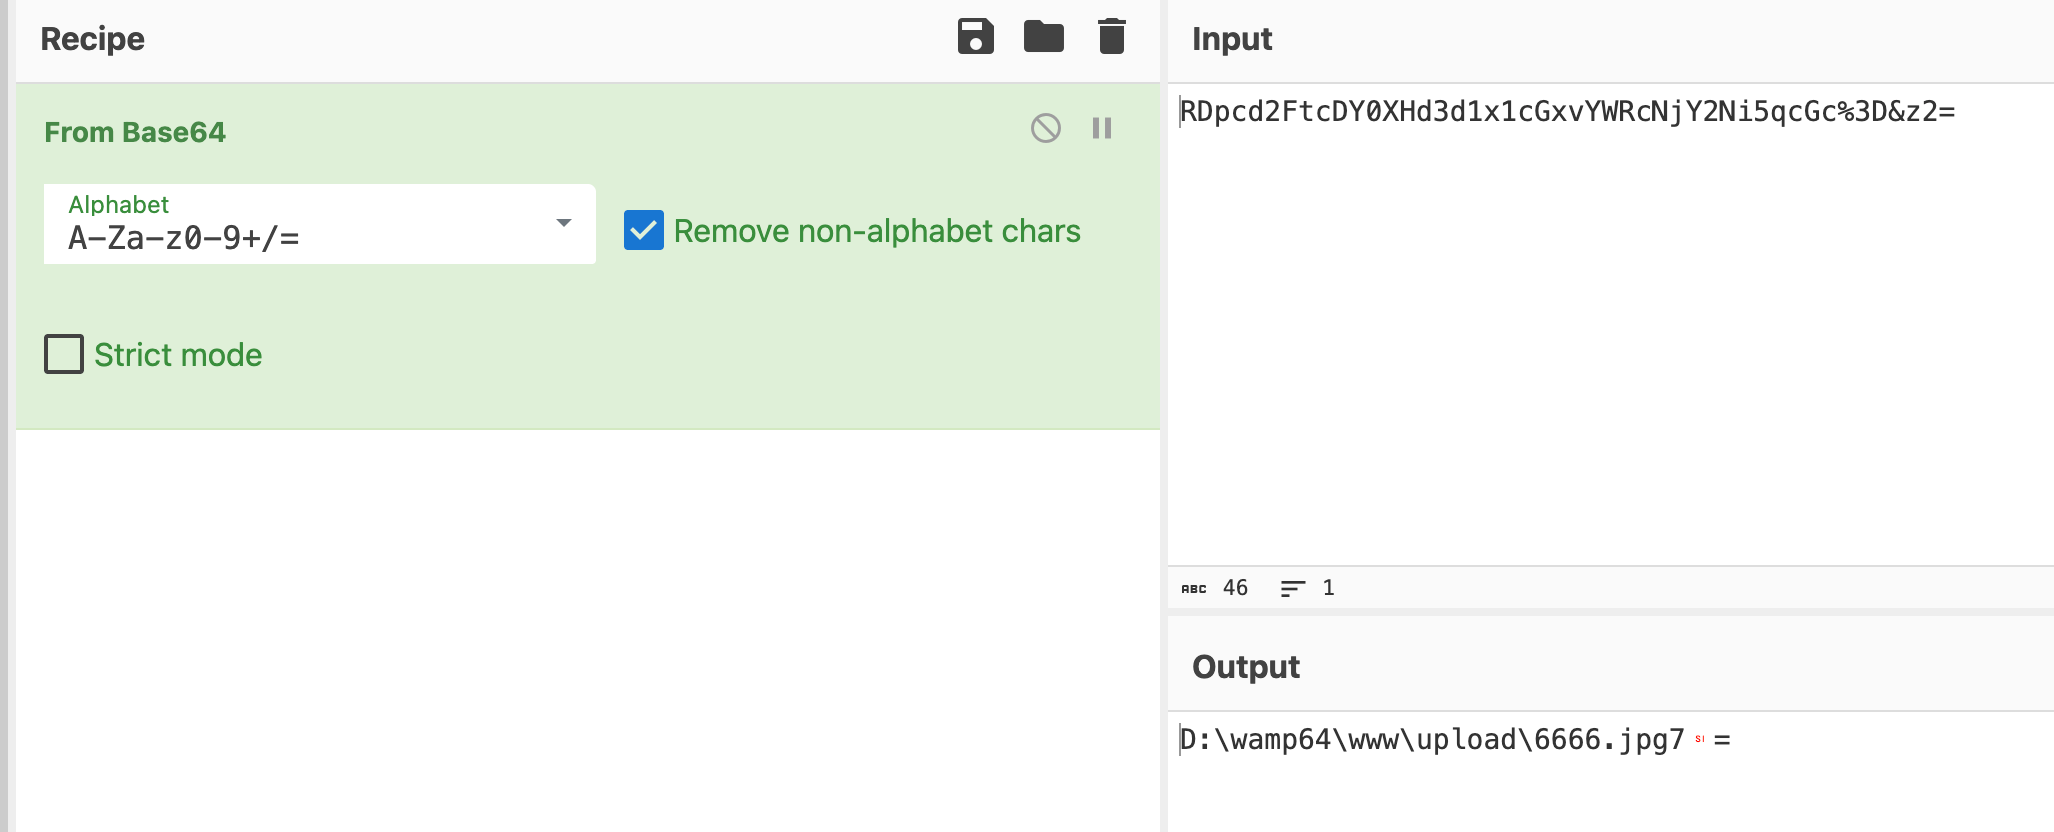 Recipe
From Base64
Alphabet
A-Za-z0-9+/=
Remove non-alphabet chars
Strict mode
Input
RDpcd2FtcDY0XHd3d1x1cGxvYWRcNjY2Ni5qcGc%3D&z2=
ABC 46 1
Output
D:\wamp64\www\upload\6666.jpg7 SI =